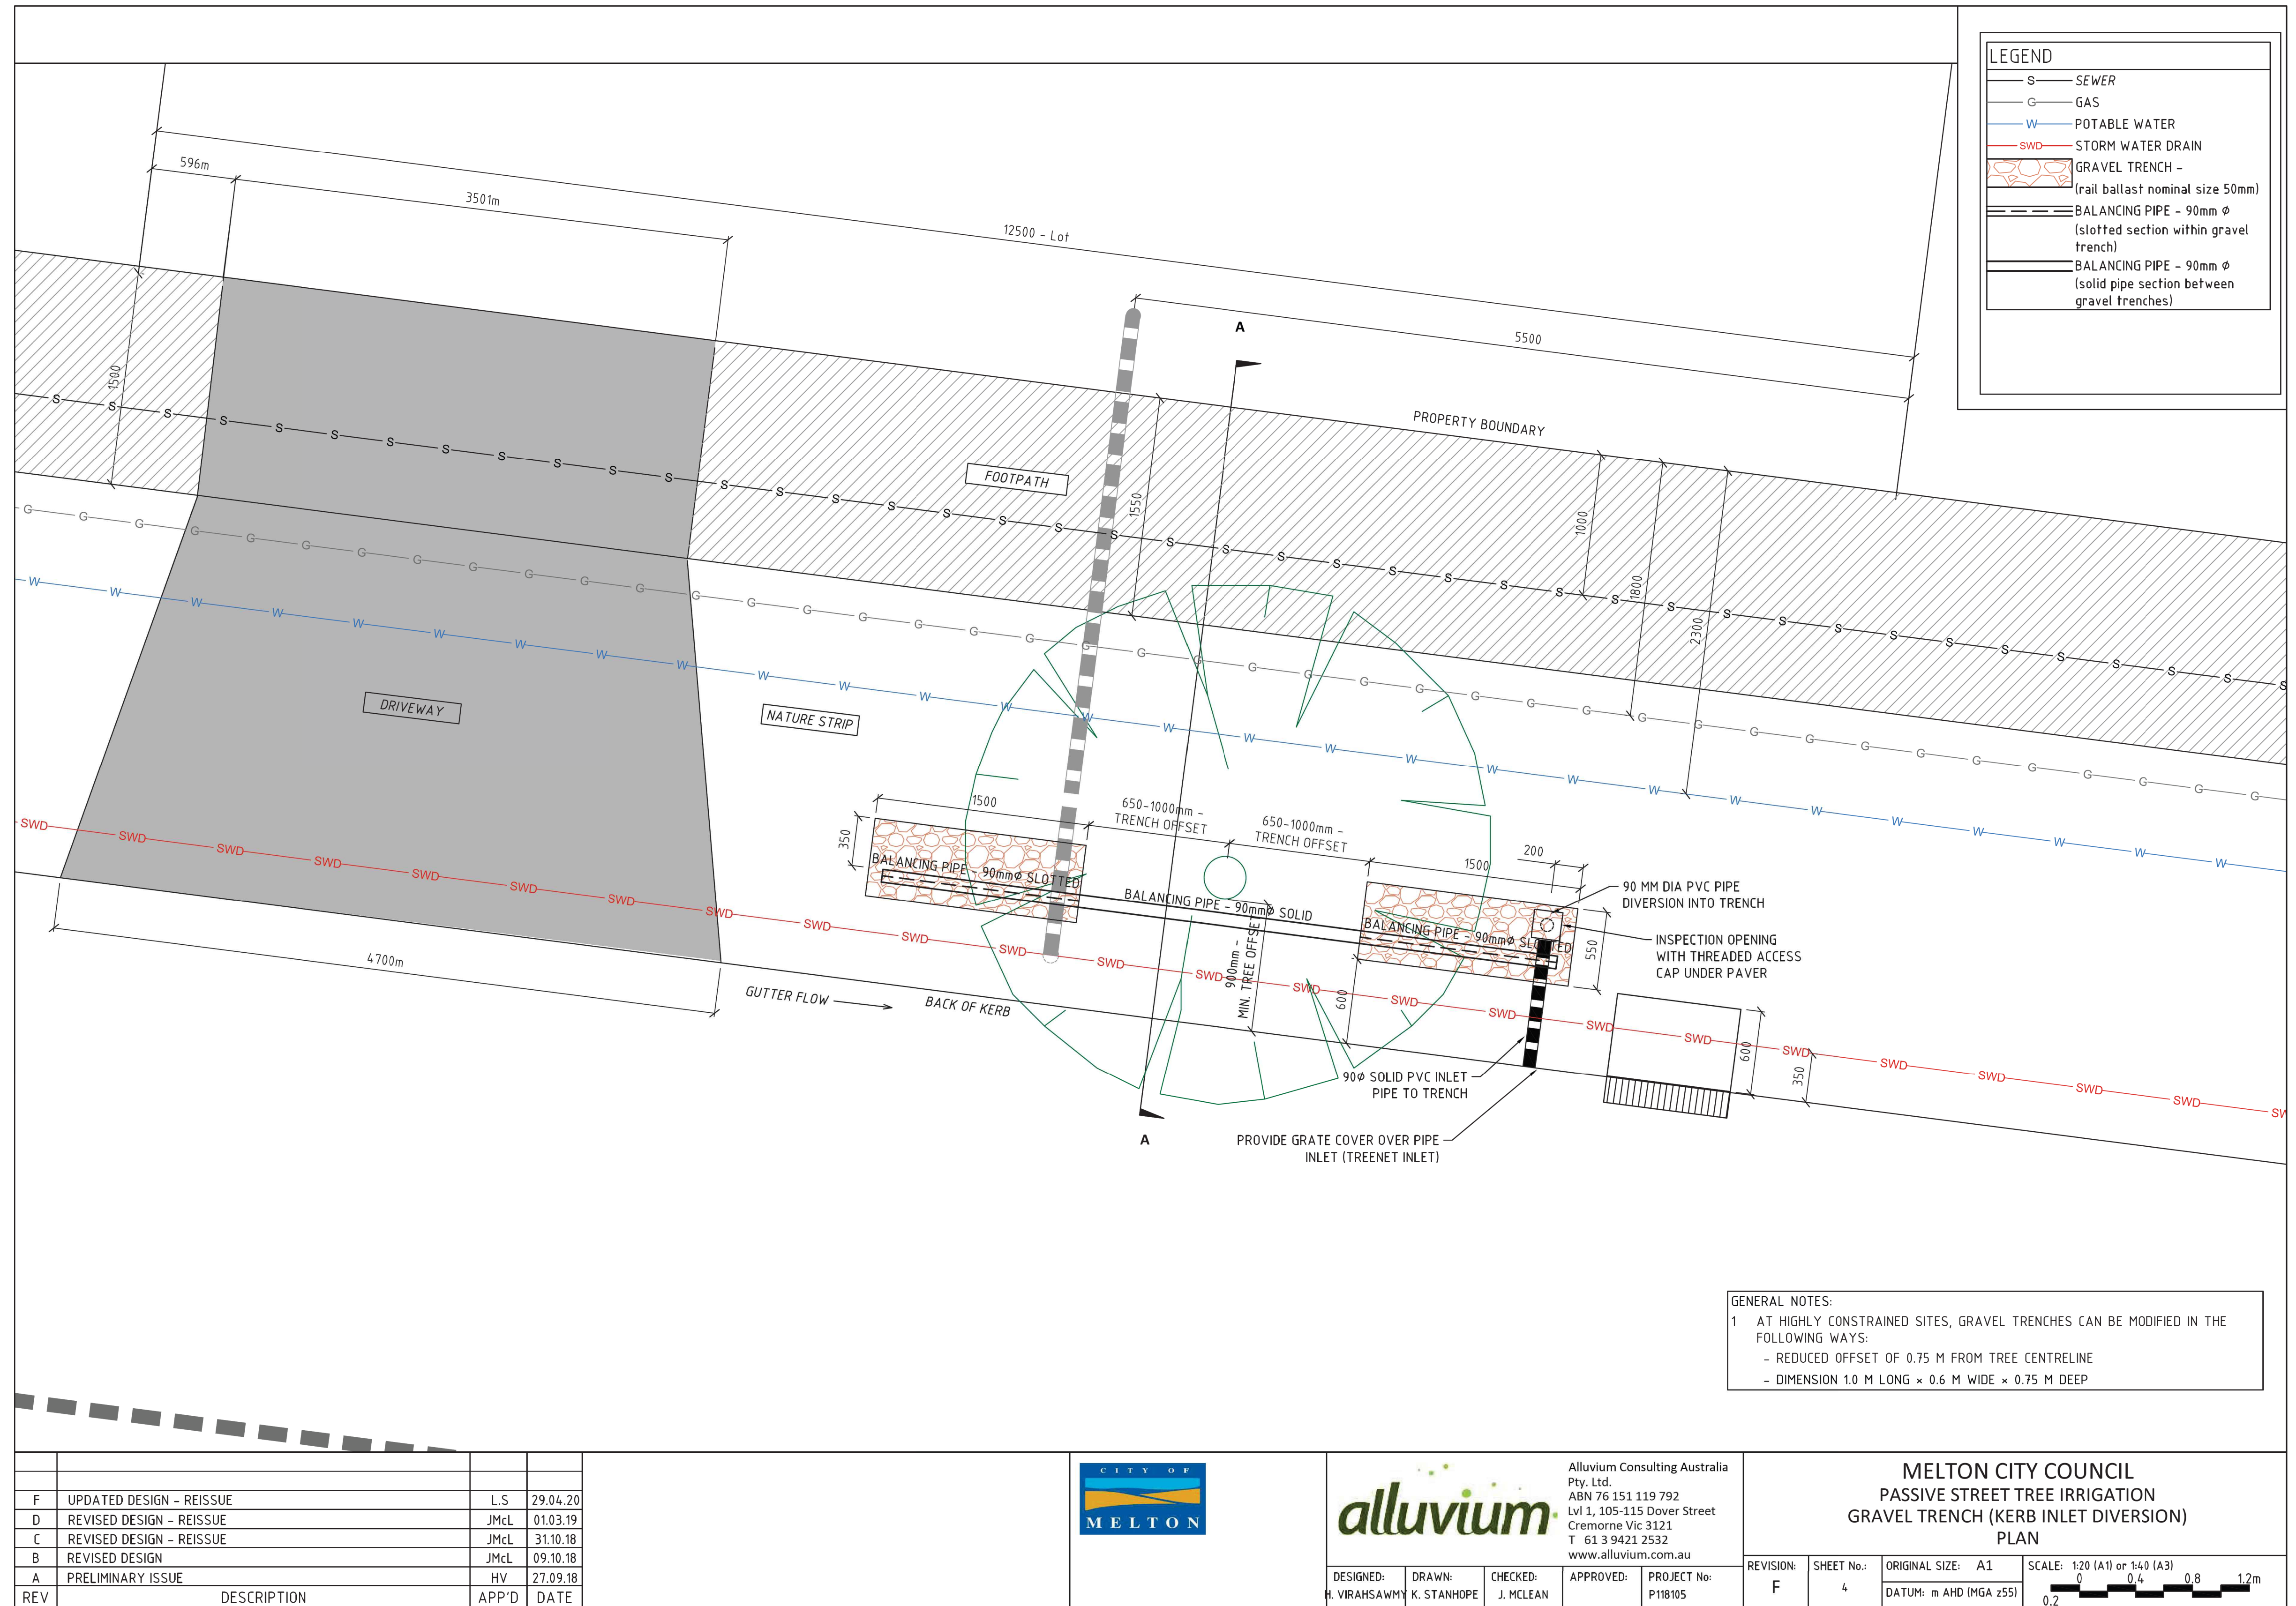 LEGEND
S SEWER
G GAS
W POTABLE WATER
SWD STORM WATER DRAIN
GRAVEL TRENCH -
(rail ballast nominal size 50mm)
BALANCING PIPE - 90mm Ø
(slotted section within gravel
trench)
BALANCING PIPE - 90mm Ø
(solid pipe section between
gravel trenches)
596m
3501m
12500 - Lot
5500
A
1500
PROPERTY BOUNDARY
FOOTPATH
1550
1000
1800
2300
DRIVEWAY
NATURE STRIP
1500
650-1000mm -
TRENCH OFFSET
650-1000mm -
TRENCH OFFSET
1500
200
350
BALANCING PIPE - 90mmØ SLOTTED
BALANCING PIPE - 90mmØ SOLID
BALANCING PIPE - 90mmØ SLOTTED
90 MM DIA PVC PIPE
DIVERSION INTO TRENCH
INSPECTION OPENING
WITH THREADED ACCESS
CAP UNDER PAVER
550
900mm -
MIN. TREE OFFSET
600
4700m
GUTTER FLOW
BACK OF KERB
600
350
90Ø SOLID PVC INLET
PIPE TO TRENCH
A
PROVIDE GRATE COVER OVER PIPE
INLET (TREENET INLET)
GENERAL NOTES:
1 AT HIGHLY CONSTRAINED SITES, GRAVEL TRENCHES CAN BE MODIFIED IN THE
FOLLOWING WAYS:
- REDUCED OFFSET OF 0.75 M FROM TREE CENTRELINE
- DIMENSION 1.0 M LONG × 0.6 M WIDE × 0.75 M DEEP
F UPDATED DESIGN - REISSUE L.S 29.04.20
D REVISED DESIGN - REISSUE JMcL 01.03.19
C REVISED DESIGN - REISSUE JMcL 31.10.18
B REVISED DESIGN JMcL 09.10.18
A PRELIMINARY ISSUE HV 27.09.18
REV DESCRIPTION APP'D DATE
CITY OF
MELTON
alluvium
Alluvium Consulting Australia
Pty. Ltd.
ABN 76 151 119 792
Lvl 1, 105-115 Dover Street
Cremorne Vic 3121
T 61 3 9421 2532
www.alluvium.com.au
DESIGNED: DRAWN: CHECKED: APPROVED: PROJECT No:
H. VIRAHSAWMY K. STANHOPE J. MCLEAN P118105
MELTON CITY COUNCIL
PASSIVE STREET TREE IRRIGATION
GRAVEL TRENCH (KERB INLET DIVERSION)
PLAN
REVISION: SHEET No.: ORIGINAL SIZE: A1 SCALE: 1:20 (A1) or 1:40 (A3)
F 4 DATUM: m AHD (MGA z55)
0 0.4 0.8 1.2m
0.2